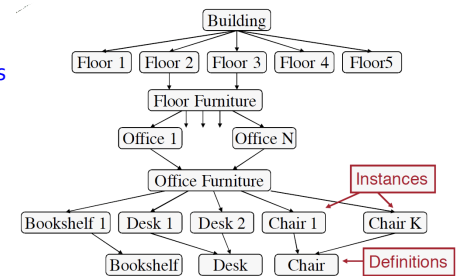 Building
Floor 1 Floor 2 Floor 3 Floor 4 Floor5
s
Floor Furniture
Office 1 Office N
Office Furniture
Instances
Bookshelf 1 Desk 1 Desk 2 Chair 1 Chair K
Bookshelf Desk Chair
Definitions